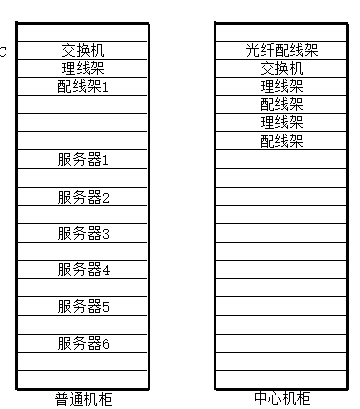 C
交换机
理线架
配线架1
服务器1
服务器2
服务器3
服务器4
服务器5
服务器6
普通机柜
光纤配线架
交换机
理线架
配线架
理线架
配线架
中心机柜